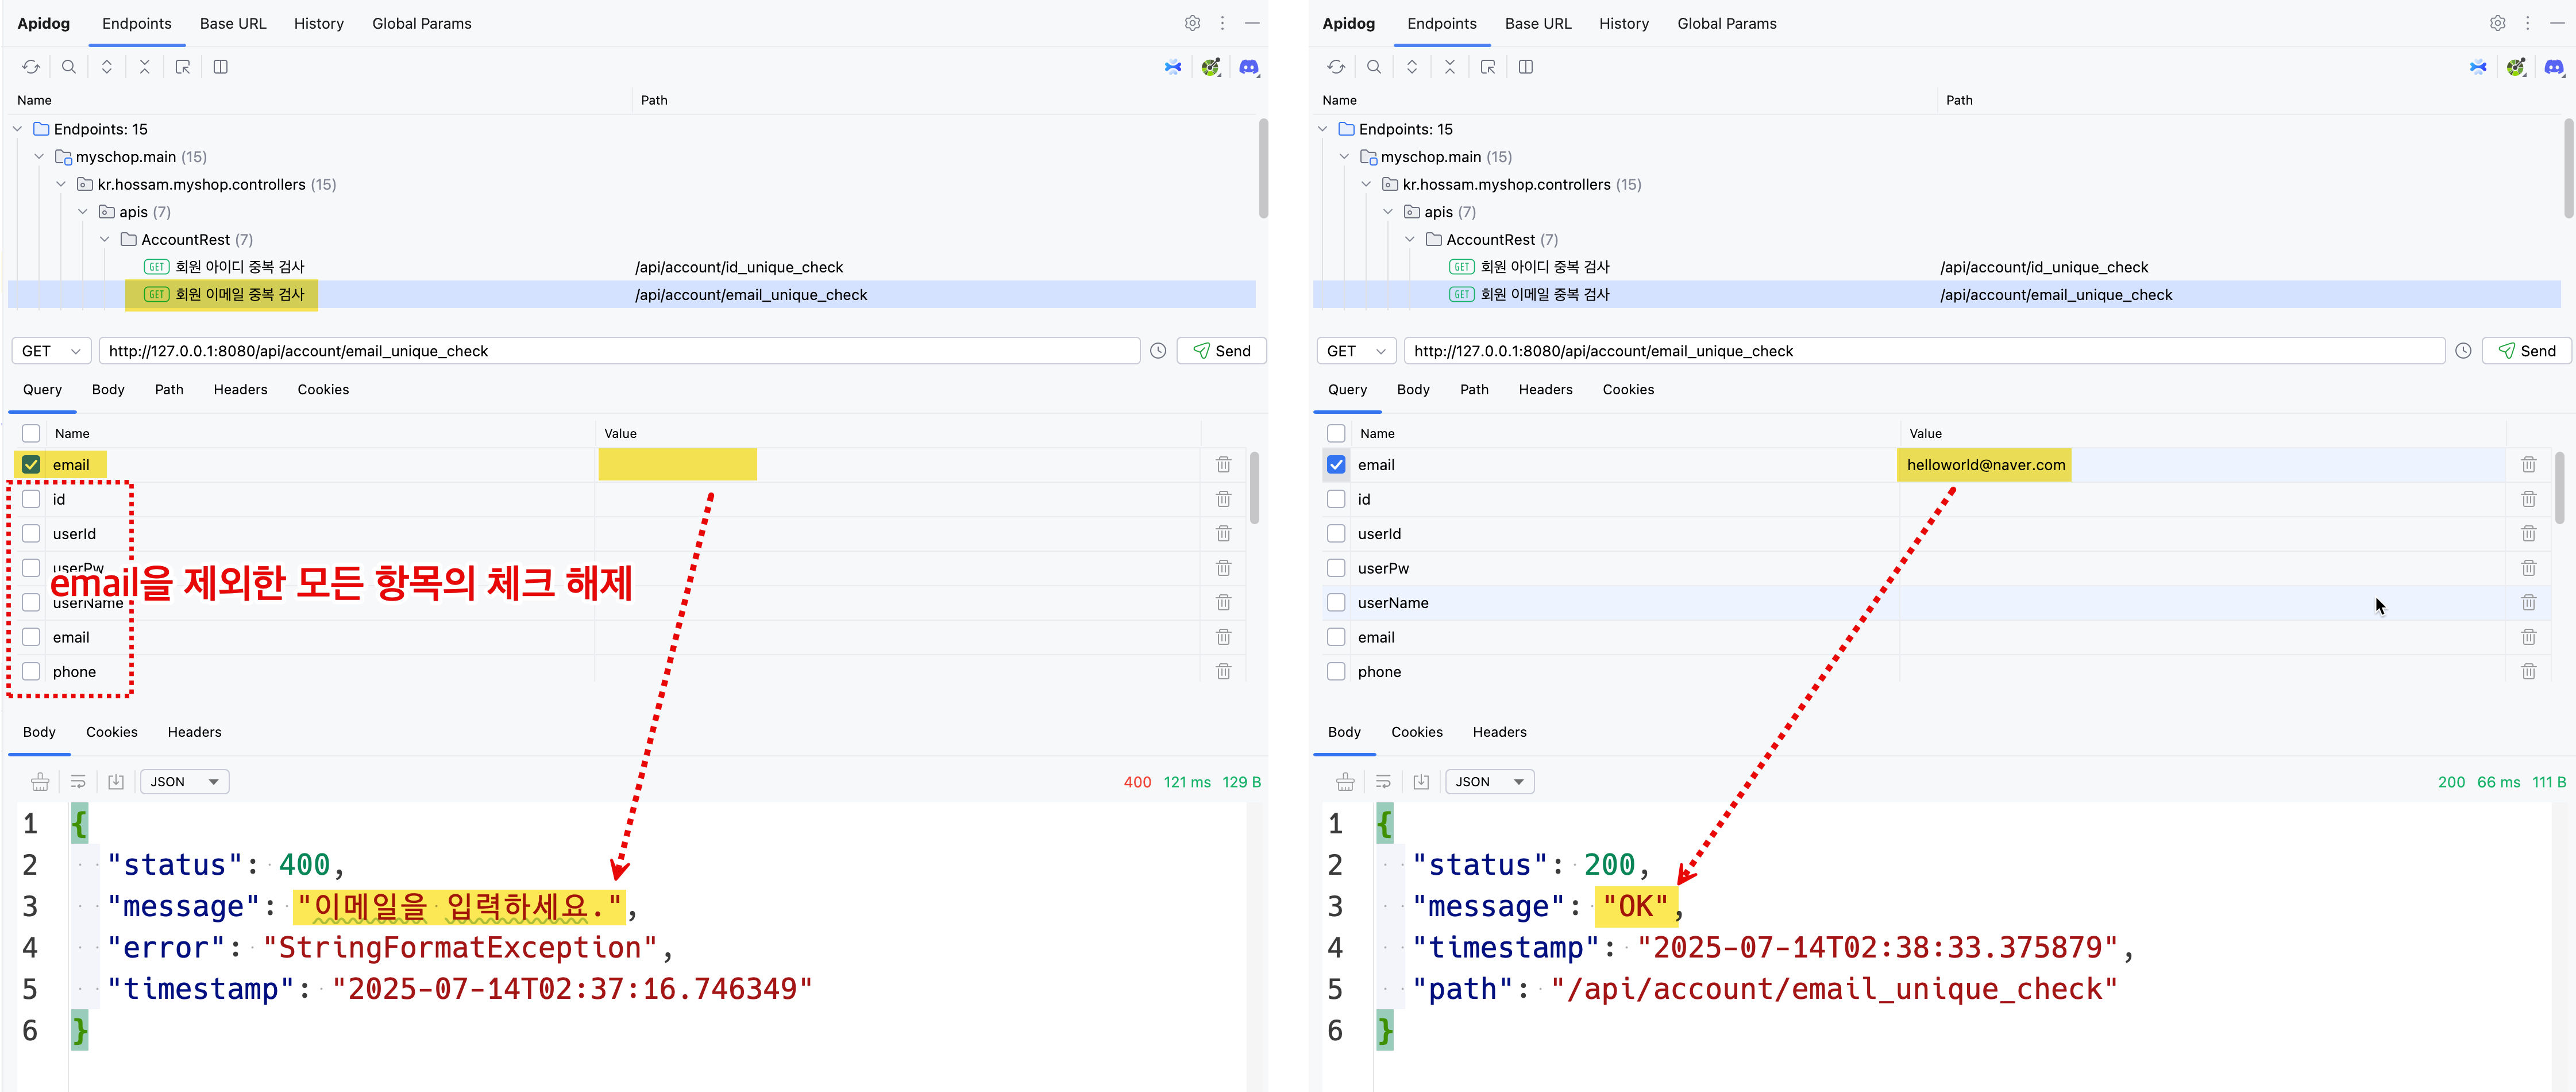 Apidog Endpoints Base URL History Global Params
Name Path
Endpoints: 15
myschop.main (15)
kr.hossam.myshop.controllers (15)
apis (7)
AccountRest (7)
GET 회원 아이디 중복 검사 /api/account/id_unique_check
GET 회원 이메일 중복 검사 /api/account/email_unique_check
GET http://127.0.0.1:8080/api/account/email_unique_check Send
Query Body Path Headers Cookies
Name Value
email
id
userId
userPw
email을 제외한 모든 항목의 체크 해제
userName
email
phone
Body Cookies Headers
JSON 400 121 ms 129 B
1 {
2 "status": 400,
3 "message": "이메일을 입력하세요.",
4 "error": "StringFormatException",
5 "timestamp": "2025-07-14T02:37:16.746349"
6 }
Apidog Endpoints Base URL History Global Params
Name Path
Endpoints: 15
myschop.main (15)
kr.hossam.myshop.controllers (15)
apis (7)
AccountRest (7)
GET 회원 아이디 중복 검사 /api/account/id_unique_check
GET 회원 이메일 중복 검사 /api/account/email_unique_check
GET http://127.0.0.1:8080/api/account/email_unique_check Send
Query Body Path Headers Cookies
Name Value
email helloworld@naver.com
id
userId
userPw
userName
email
phone
Body Cookies Headers
JSON 200 66 ms 111 B
1 {
2 "status": 200,
3 "message": "OK",
4 "timestamp": "2025-07-14T02:38:33.375879",
5 "path": "/api/account/email_unique_check"
6 }